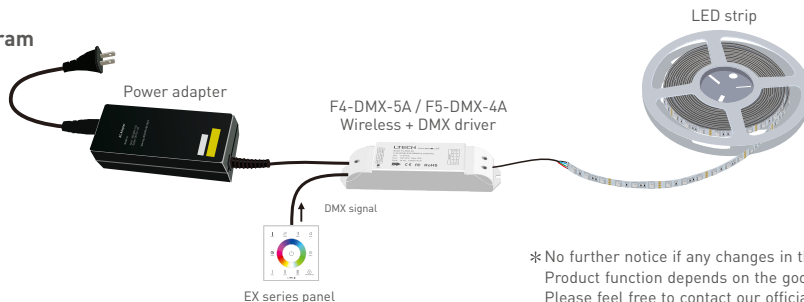 LED strip
ram
Power adapter
F4-DMX-5A / F5-DMX-4A
Wireless + DMX driver
LTECH
DMX signal
EX series panel
＊No further notice if any changes in th
Product function depends on the goo
Please feel free to contact our official